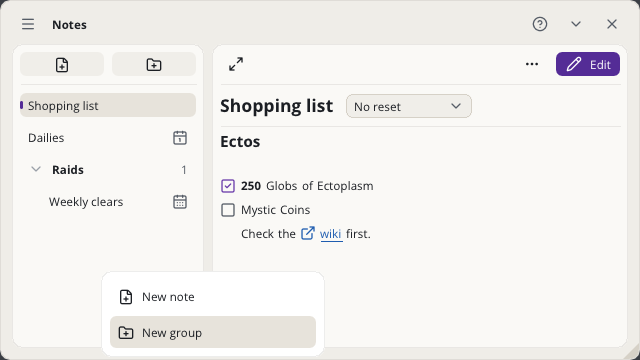 Notes
Edit
Shopping list
Dailies
Raids 1
Weekly clears
Shopping list No reset
Ectos
250 Globs of Ectoplasm
Mystic Coins
Check the wiki first.
New note
New group